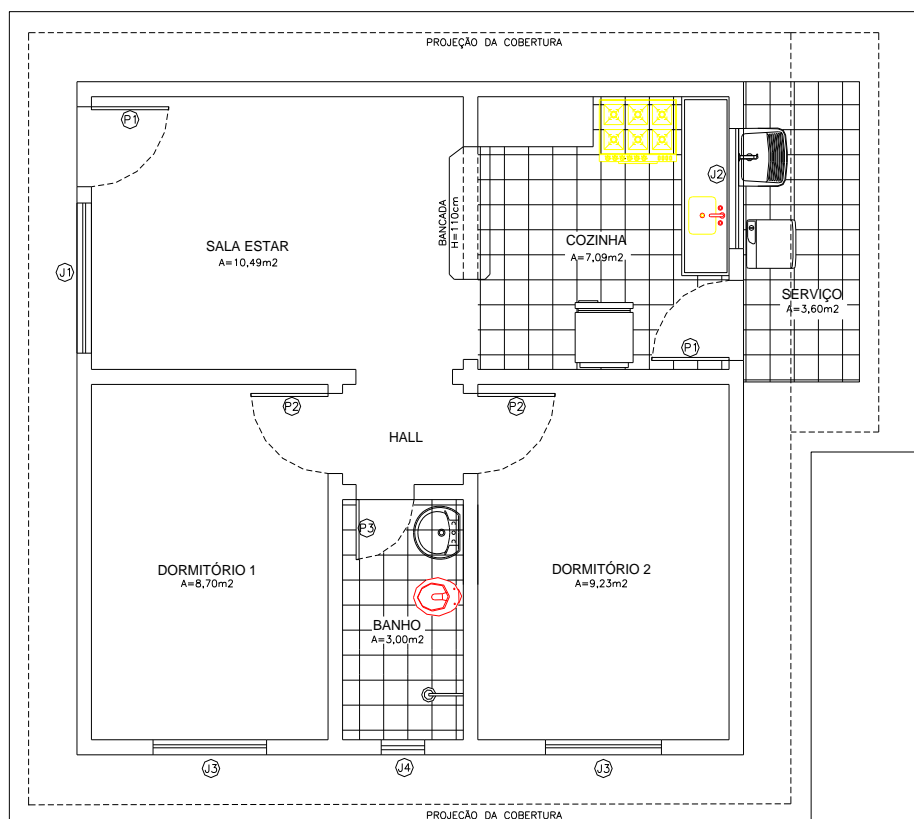 PROJEÇÃO DA COBERTURA
P1
J2
BANCADA
H=110cm
SALA ESTAR
A=10,49m2
COZINHA
A=7,09m2
J1
SERVIÇO
A=3,60m2
P1
P2
P2
HALL
P3
DORMITÓRIO 1
A=8,70m2
DORMITÓRIO 2
A=9,23m2
BANHO
A=3,00m2
J3
J4
J3
PROJEÇÃO DA COBERTURA